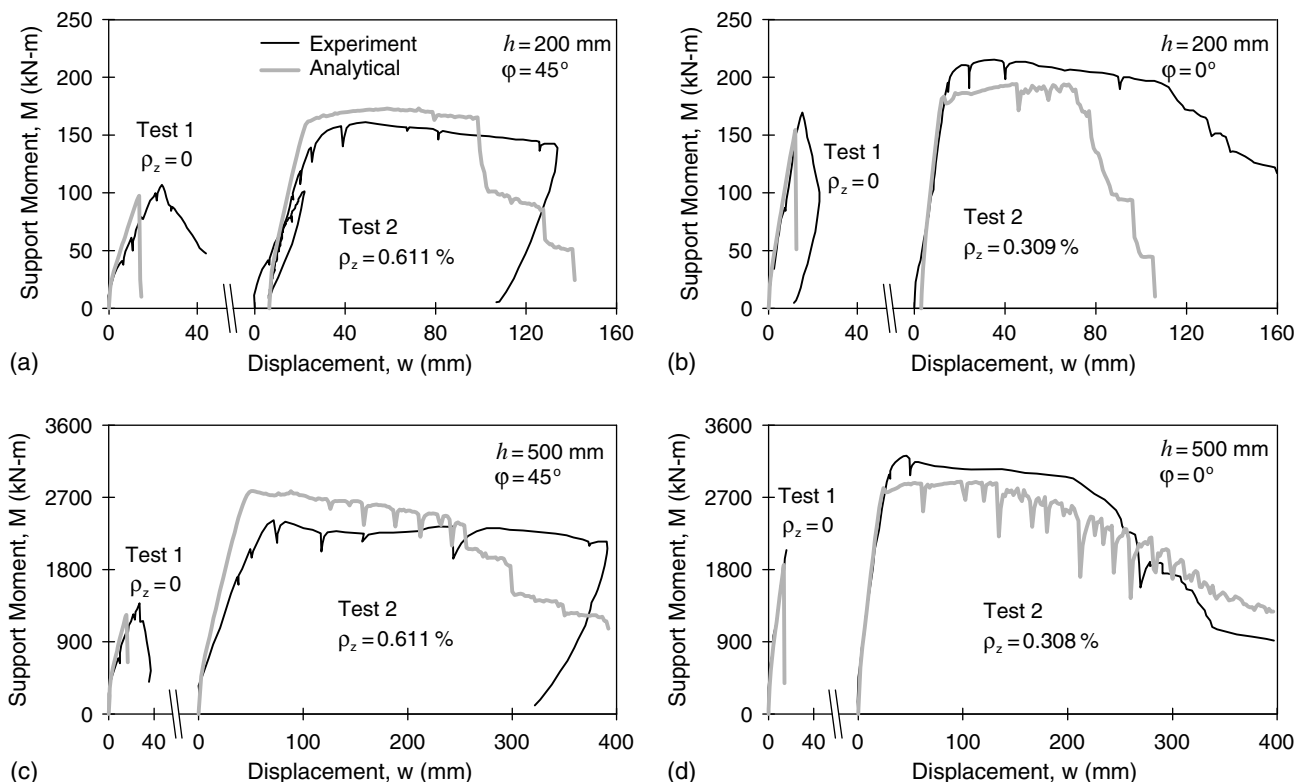 Support Moment, M (kN-m)
250
200
150
100
50
0
Experiment
Analytical
h = 200 mm
φ = 45°
Test 1
ρz = 0
Test 2
ρz = 0.611 %
0 40 0 40 80 120 160
Displacement, w (mm)
(a)
Support Moment, M (kN-m)
250
200
150
100
50
0
h = 200 mm
φ = 0°
Test 1
ρz = 0
Test 2
ρz = 0.309 %
0 40 0 40 80 120 160
Displacement, w (mm)
(b)
Support Moment, M (kN-m)
3600
2700
1800
900
0
h = 500 mm
φ = 45°
Test 1
ρz = 0
Test 2
ρz = 0.611 %
0 40 0 100 200 300 400
Displacement, w (mm)
(c)
Support Moment, M (kN-m)
3600
2700
1800
900
0
h = 500 mm
φ = 0°
Test 1
ρz = 0
Test 2
ρz = 0.308 %
0 40 0 100 200 300 400
Displacement, w (mm)
(d)